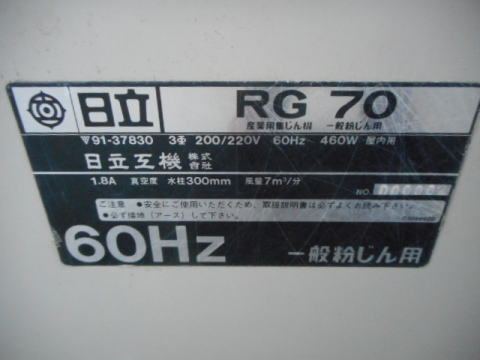 日立 RG 70
産業用集じん機 一般粉じん用
〒91-37830 3Φ 200/220V 60Hz 460W 屋内用
日立工機 株式会社
1.8A 真空度 水柱300mm 風量7m³/分
NO.
ご注意 ●安全にご使用いただくため、取扱説明書は必ずよくお読み下さい。
●必ず接地(アース)して下さい。
60Hz 一般粉じん用